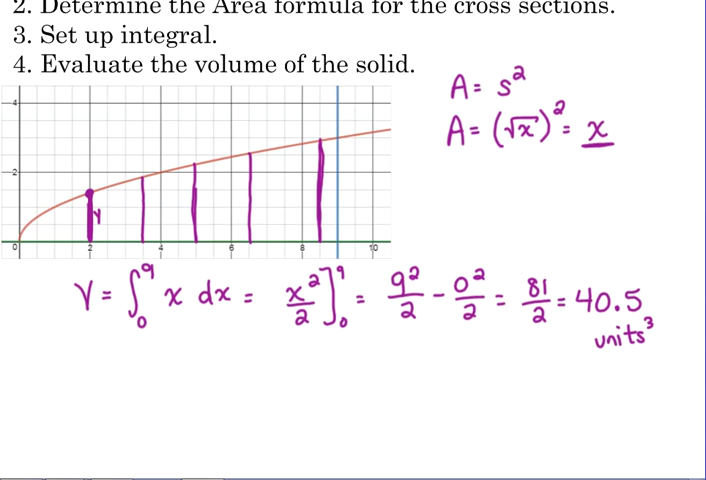 2. Determine the Area formula for the cross sections.
3. Set up integral.
4. Evaluate the volume of the solid.
A = s²
A = (√x)² = x
4
2
0 2 4 6 8 10
y
V = ∫₀⁹ x dx = x²/2 ]₀⁹ = 9²/2 - 0²/2 = 81/2 = 40.5
units³